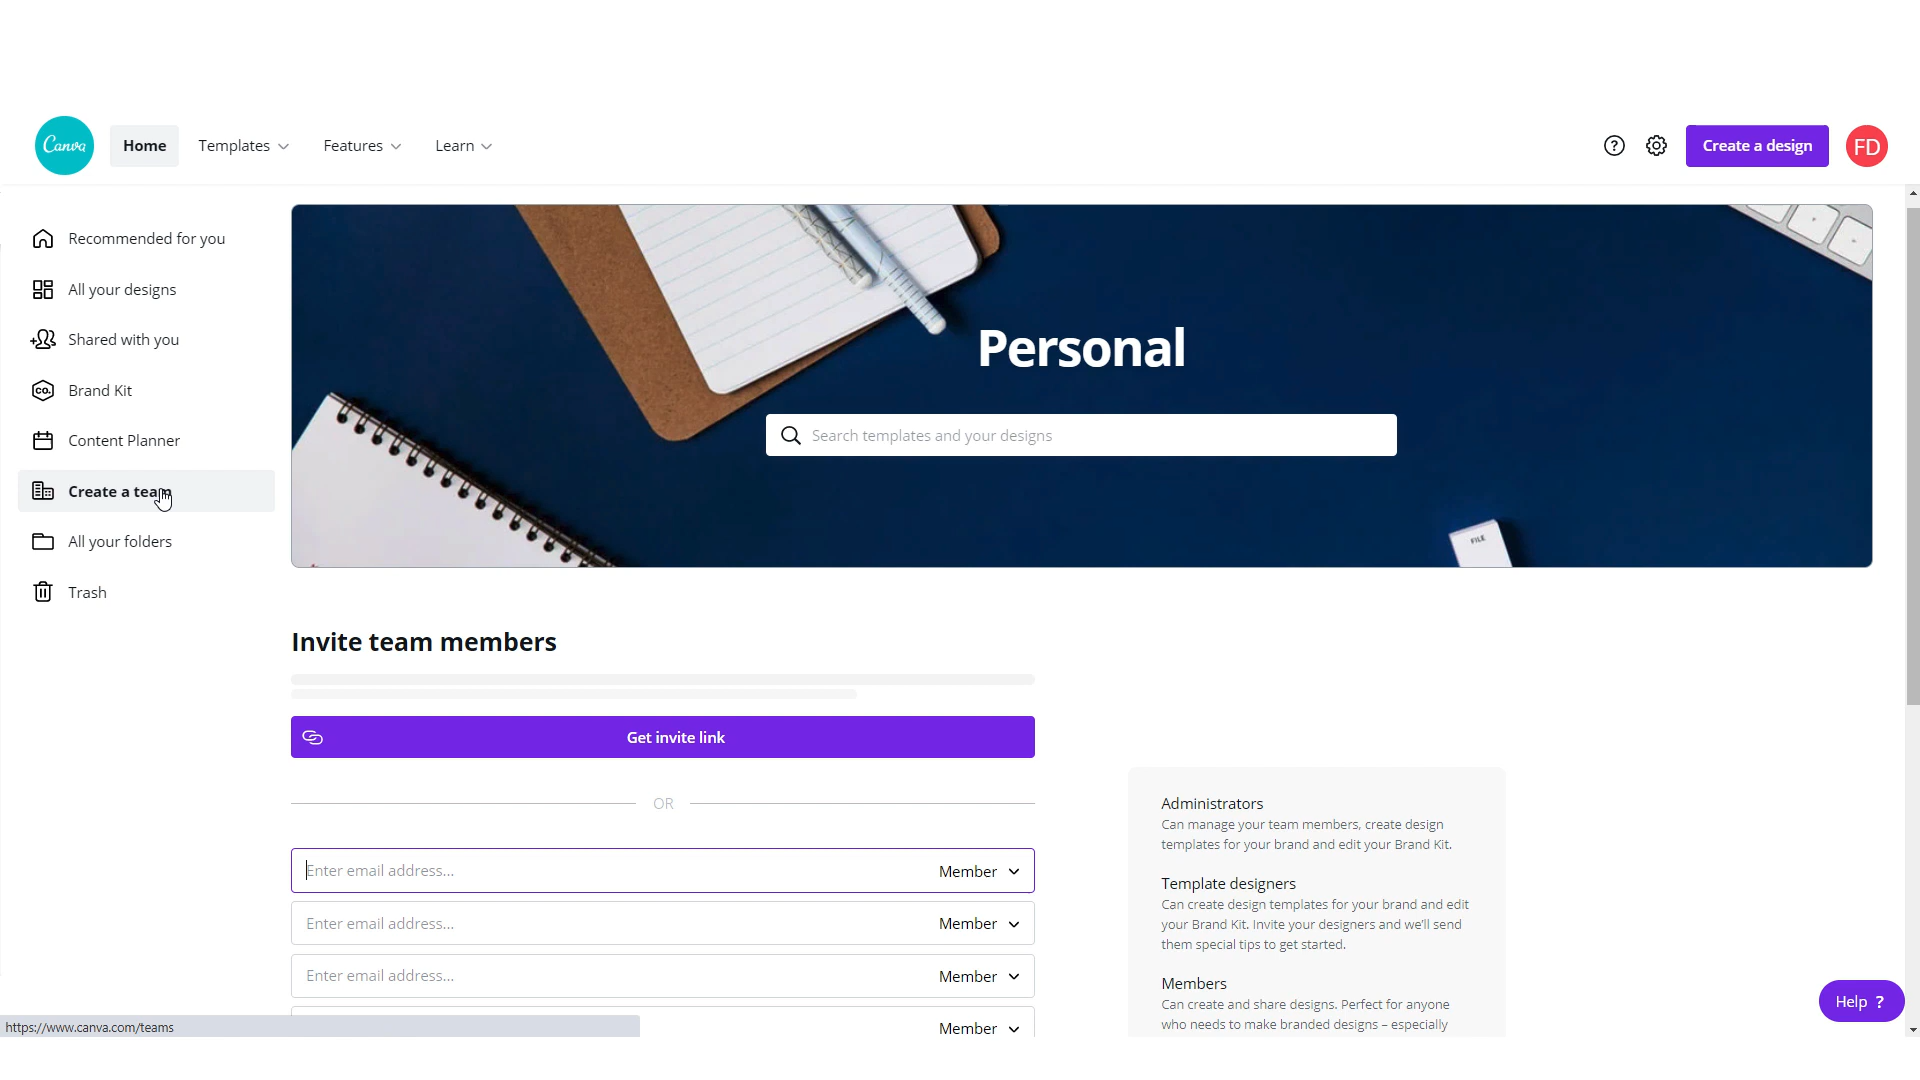 Canva
Home
Templates
Features
Learn
Create a design
FD
Recommended for you
All your designs
Shared with you
CO.
Brand Kit
Content Planner
Create a team
All your folders
Trash
Personal
Search templates and your designs
FILE
Invite team members
Get invite link
OR
Enter email address...
Member
Enter email address...
Member
Enter email address...
Member
Member
Administrators
Can manage your team members, create design
templates for your brand and edit your Brand Kit.
Template designers
Can create design templates for your brand and edit
your Brand Kit. Invite your designers and we'll send
them special tips to get started.
Members
Can create and share designs. Perfect for anyone
who needs to make branded designs – especially
Help ?
https://www.canva.com/teams